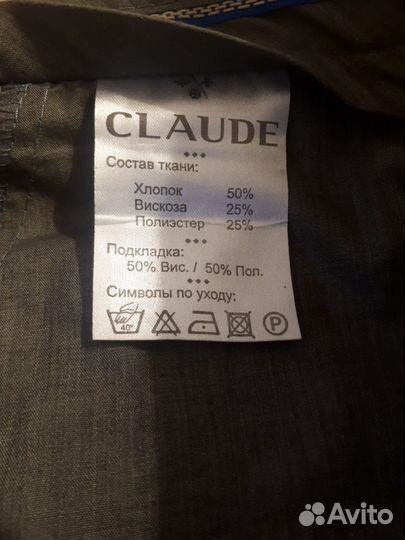 CLAUDE
Состав ткани:
Хлопок 50%
Вискоза 25%
Полиэстер 25%
Подкладка:
50% Вис. / 50% Пол.
Символы по уходу:
40°
P
Avito